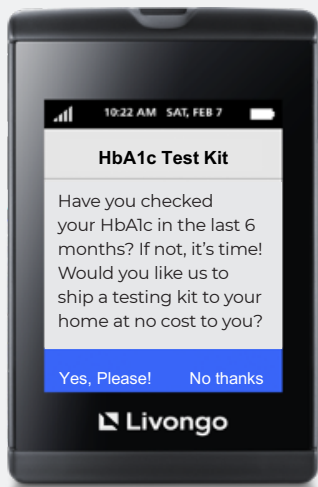 10:22 AM SAT, FEB 7
HbA1c Test Kit
Have you checked
your HbA1c in the last 6
months? If not, it's time!
Would you like us to
ship a testing kit to your
home at no cost to you?
Yes, Please! No thanks
Livongo